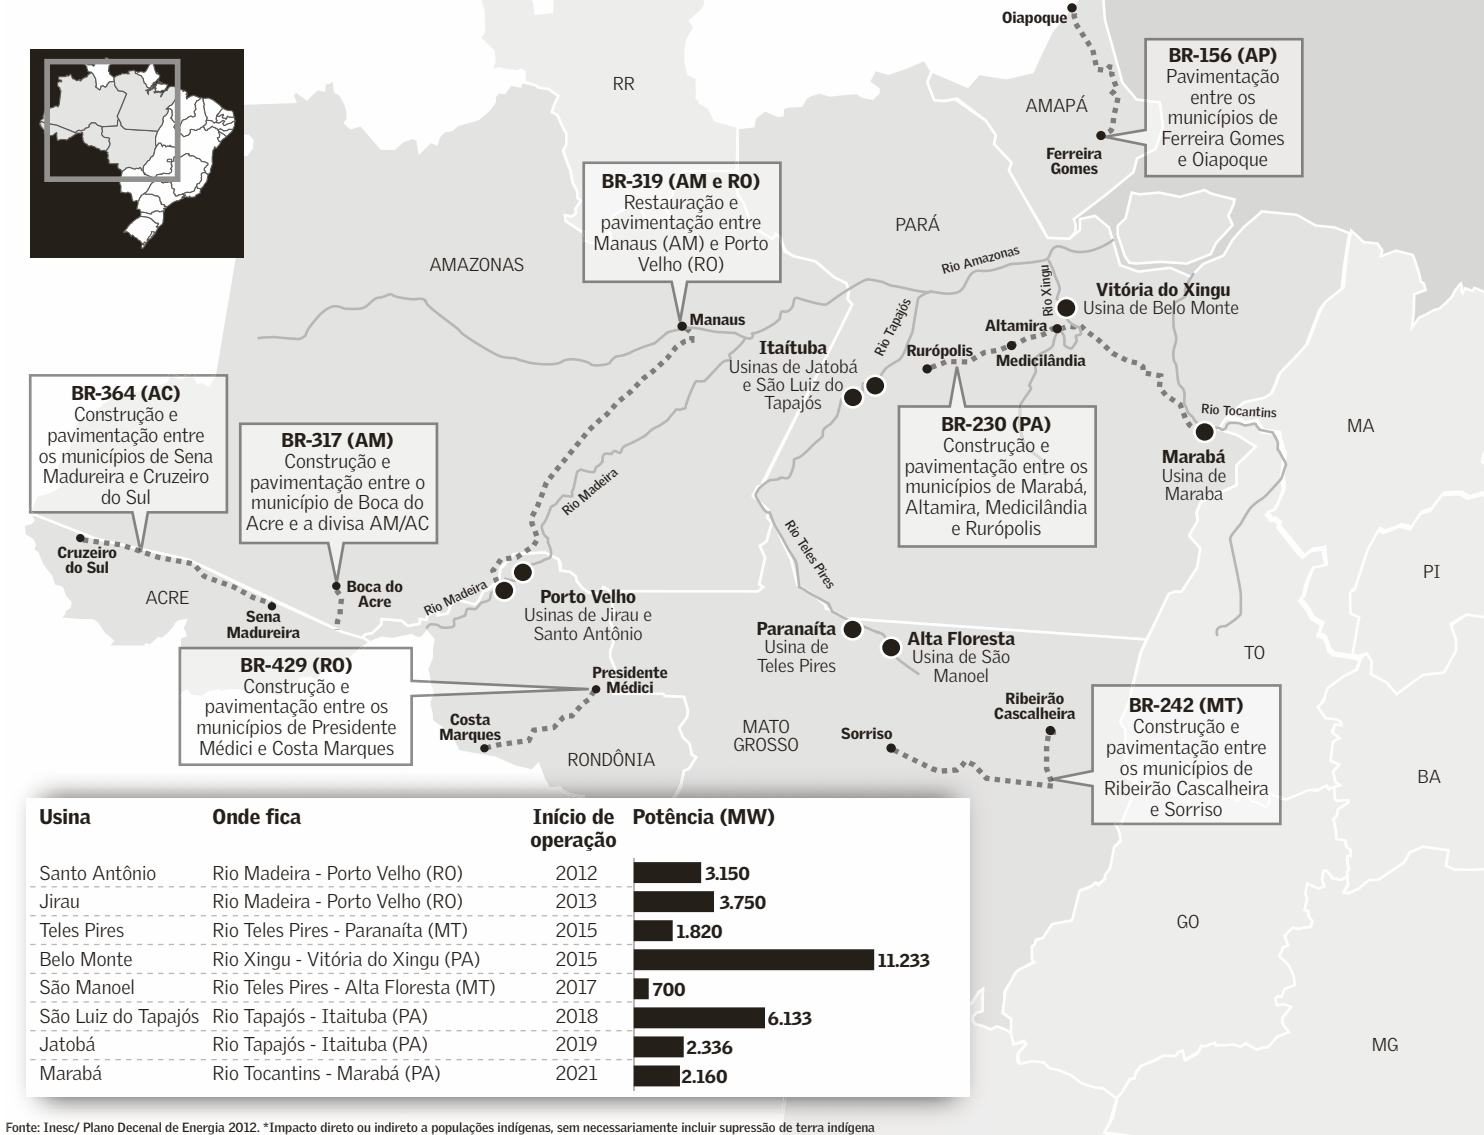 Oiapoque
BR-156 (AP)
Pavimentação
entre os
municípios de
Ferreira Gomes
e Oiapoque
RR
AMAPÁ
Ferreira
Gomes
BR-319 (AM e RO)
Restauração e
pavimentação entre
Manaus (AM) e Porto
Velho (RO)
PARÁ
AMAZONAS
Rio Amazonas
Rio Xingu
Vitória do Xingu
Usina de Belo Monte
Manaus
Rio Tapajós
Altamira
Medicilândia
Rurópolis
Itaítuba
Usinas de Jatobá
e São Luiz do
Tapajós
BR-364 (AC)
Construção e
pavimentação entre
os municípios de Sena
Madureira e Cruzeiro
do Sul
BR-317 (AM)
Construção e
pavimentação entre o
município de Boca do
Acre e a divisa AM/AC
BR-230 (PA)
Construção e
pavimentação entre os
municípios de Marabá,
Altamira, Medicilândia
e Rurópolis
Rio Tocantins
MA
Marabá
Usina de
Maraba
Rio Madeira
Rio Teles Pires
Cruzeiro
do Sul
ACRE
Sena
Madureira
Boca do
Acre
Rio Madeira
Porto Velho
Usinas de Jirau e
Santo Antônio
PI
Paranaíta
Usina de
Teles Pires
Alta Floresta
Usina de São
Manoel
TO
BR-429 (RO)
Construção e
pavimentação entre os
municípios de Presidente
Médici e Costa Marques
Presidente
Médici
Costa
Marques
RONDÔNIA
MATO
GROSSO
Sorriso
Ribeirão
Cascalheira
BR-242 (MT)
Construção e
pavimentação entre
os municípios de
Ribeirão Cascalheira
e Sorriso
BA
GO
MG
Usina Onde fica Início de operação Potência (MW)
Santo Antônio Rio Madeira - Porto Velho (RO) 2012 3.150
Jirau Rio Madeira - Porto Velho (RO) 2013 3.750
Teles Pires Rio Teles Pires - Paranaíta (MT) 2015 1.820
Belo Monte Rio Xingu - Vitória do Xingu (PA) 2015 11.233
São Manoel Rio Teles Pires - Alta Floresta (MT) 2017 700
São Luiz do Tapajós Rio Tapajós - Itaituba (PA) 2018 6.133
Jatobá Rio Tapajós - Itaituba (PA) 2019 2.336
Marabá Rio Tocantins - Marabá (PA) 2021 2.160
Fonte: Inesc/ Plano Decenal de Energia 2012. *Impacto direto ou indireto a populações indígenas, sem necessariamente incluir supressão de terra indígena